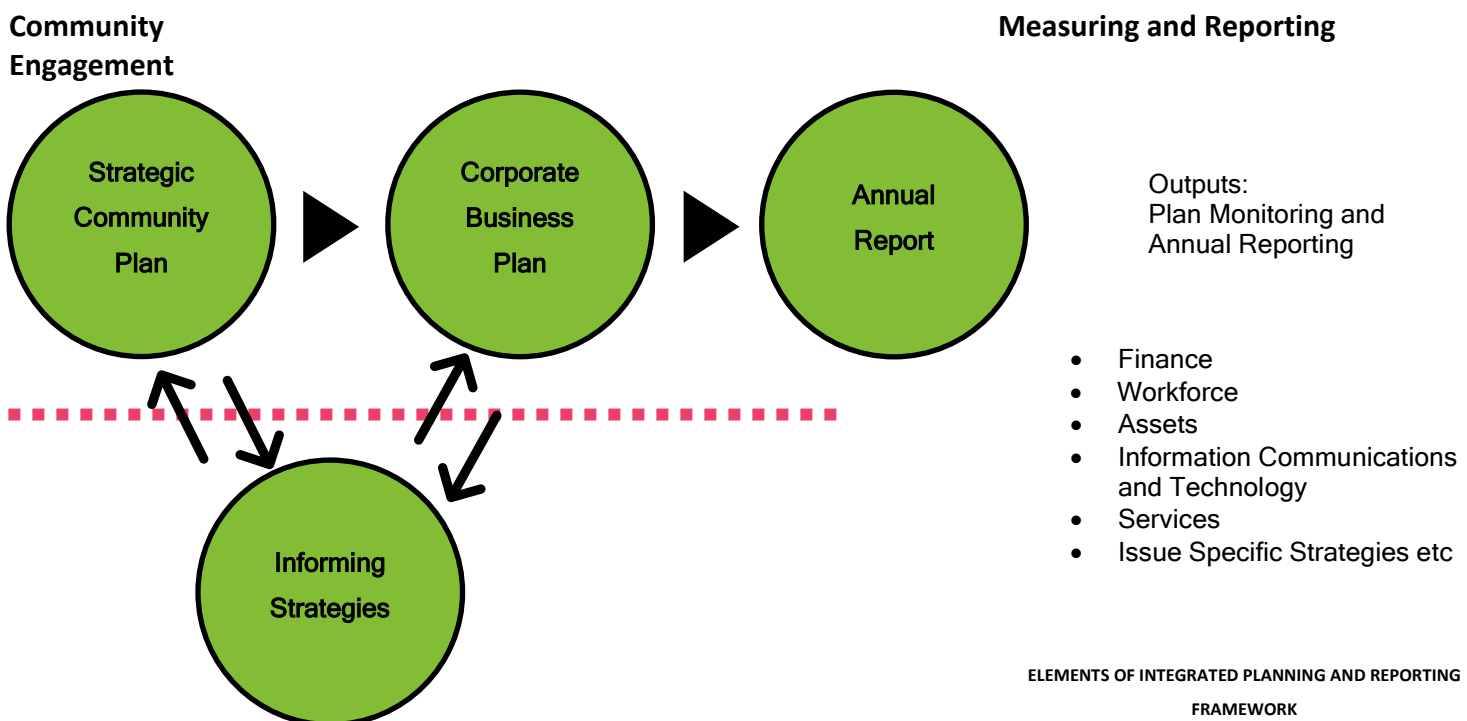 Community
Engagement
Measuring and Reporting
Strategic
Community
Plan
Corporate
Business
Plan
Annual
Report
Outputs:
Plan Monitoring and
Annual Reporting
• Finance
• Workforce
• Assets
• Information Communications
and Technology
• Services
• Issue Specific Strategies etc
Informing
Strategies
ELEMENTS OF INTEGRATED PLANNING AND REPORTING
FRAMEWORK